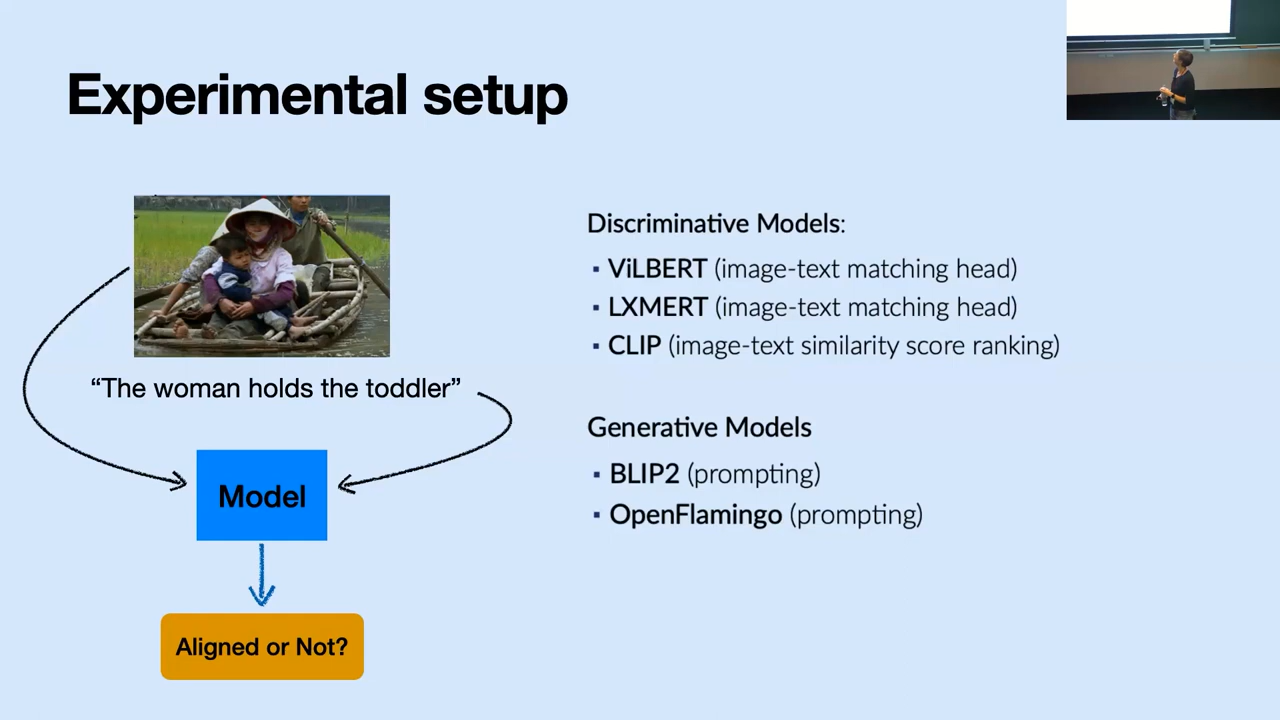 Experimental setup
“The woman holds the toddler”
Model
Aligned or Not?
Discriminative Models:
▪ ViLBERT (image-text matching head)
▪ LXMERT (image-text matching head)
▪ CLIP (image-text similarity score ranking)
Generative Models
▪ BLIP2 (prompting)
▪ OpenFlamingo (prompting)